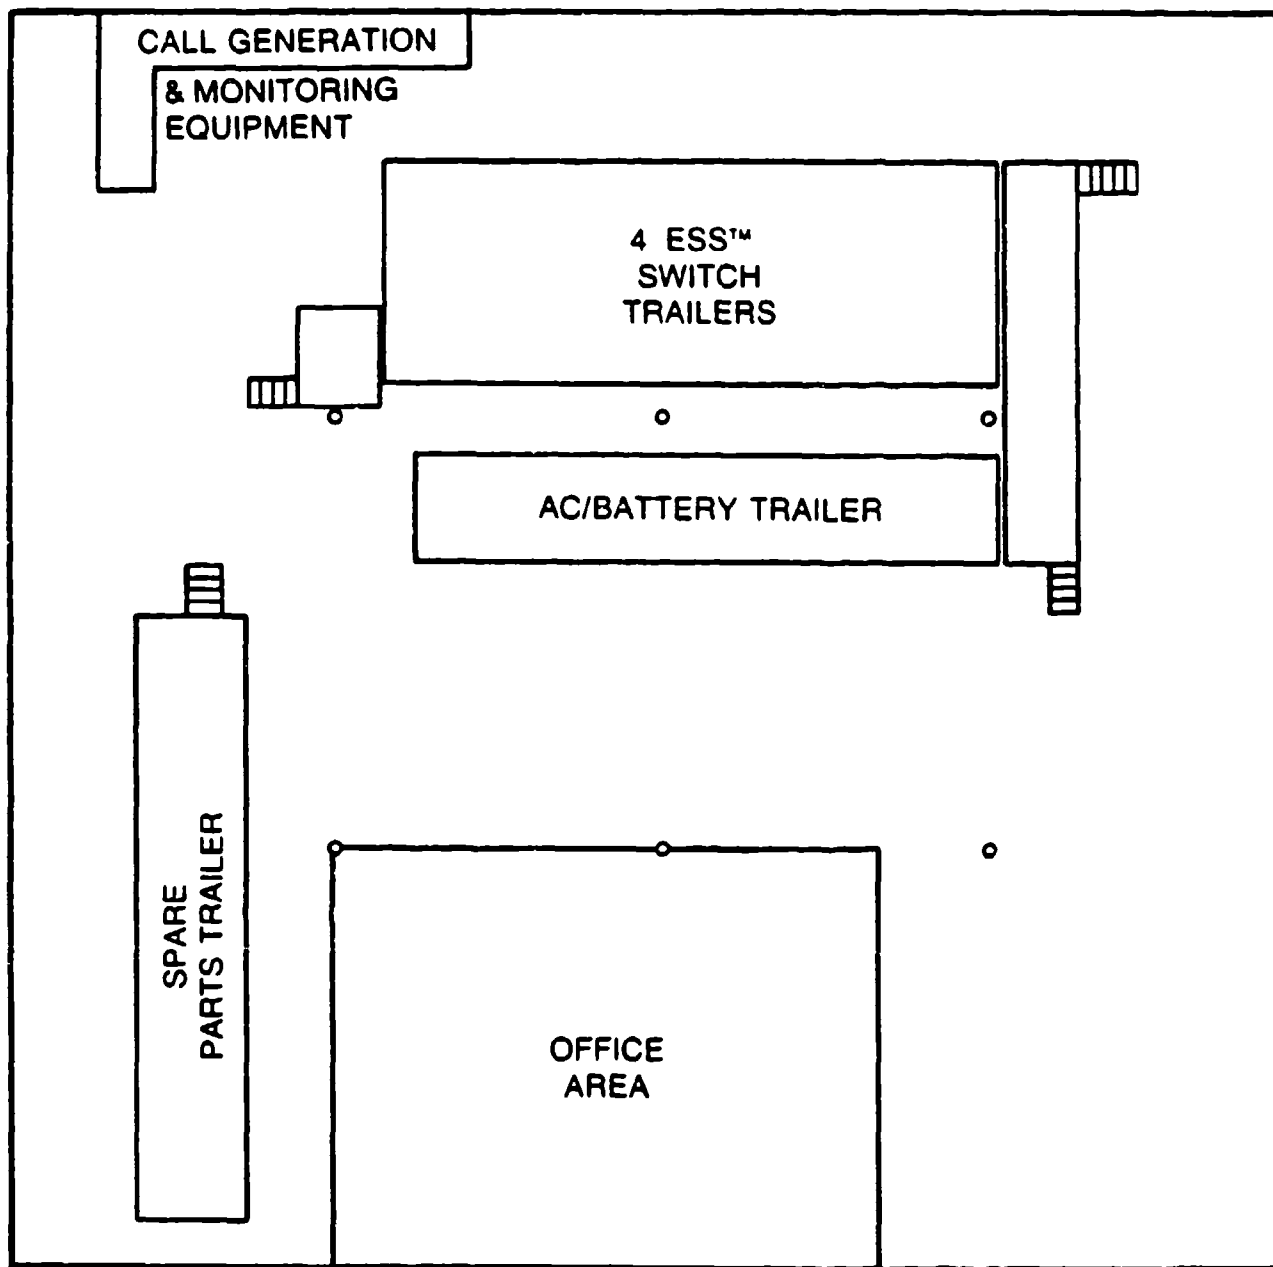 CALL GENERATION
& MONITORING
EQUIPMENT
4 ESS™
SWITCH
TRAILERS
AC/BATTERY TRAILER
SPARE
PARTS TRAILER
OFFICE
AREA